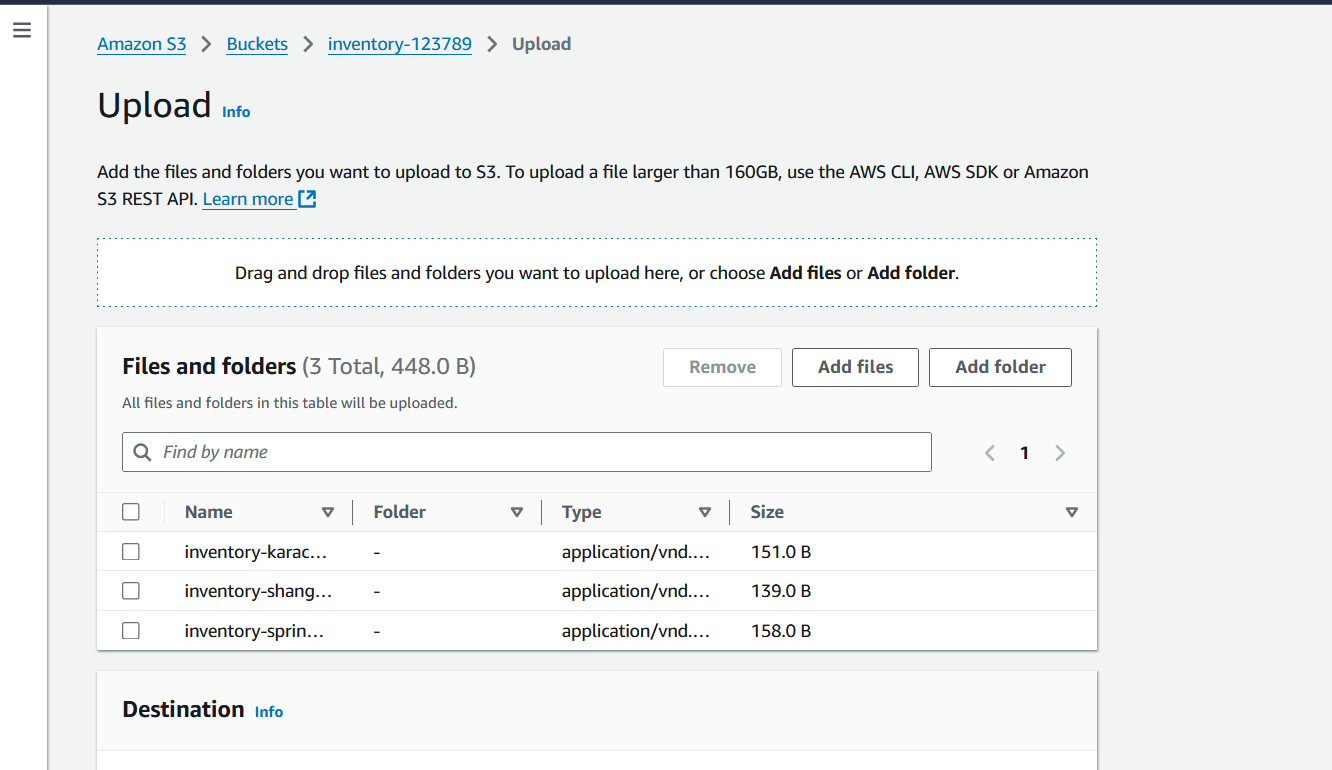 Amazon S3 > Buckets > inventory-123789 > Upload
Upload Info
Add the files and folders you want to upload to S3. To upload a file larger than 160GB, use the AWS CLI, AWS SDK or Amazon
S3 REST API. Learn more
Drag and drop files and folders you want to upload here, or choose Add files or Add folder.
Files and folders (3 Total, 448.0 B) Remove Add files Add folder
All files and folders in this table will be uploaded.
Find by name 1
Name Folder Type Size
inventory-karac... - application/vnd.... 151.0 B
inventory-shang... - application/vnd.... 139.0 B
inventory-sprin... - application/vnd.... 158.0 B
Destination Info